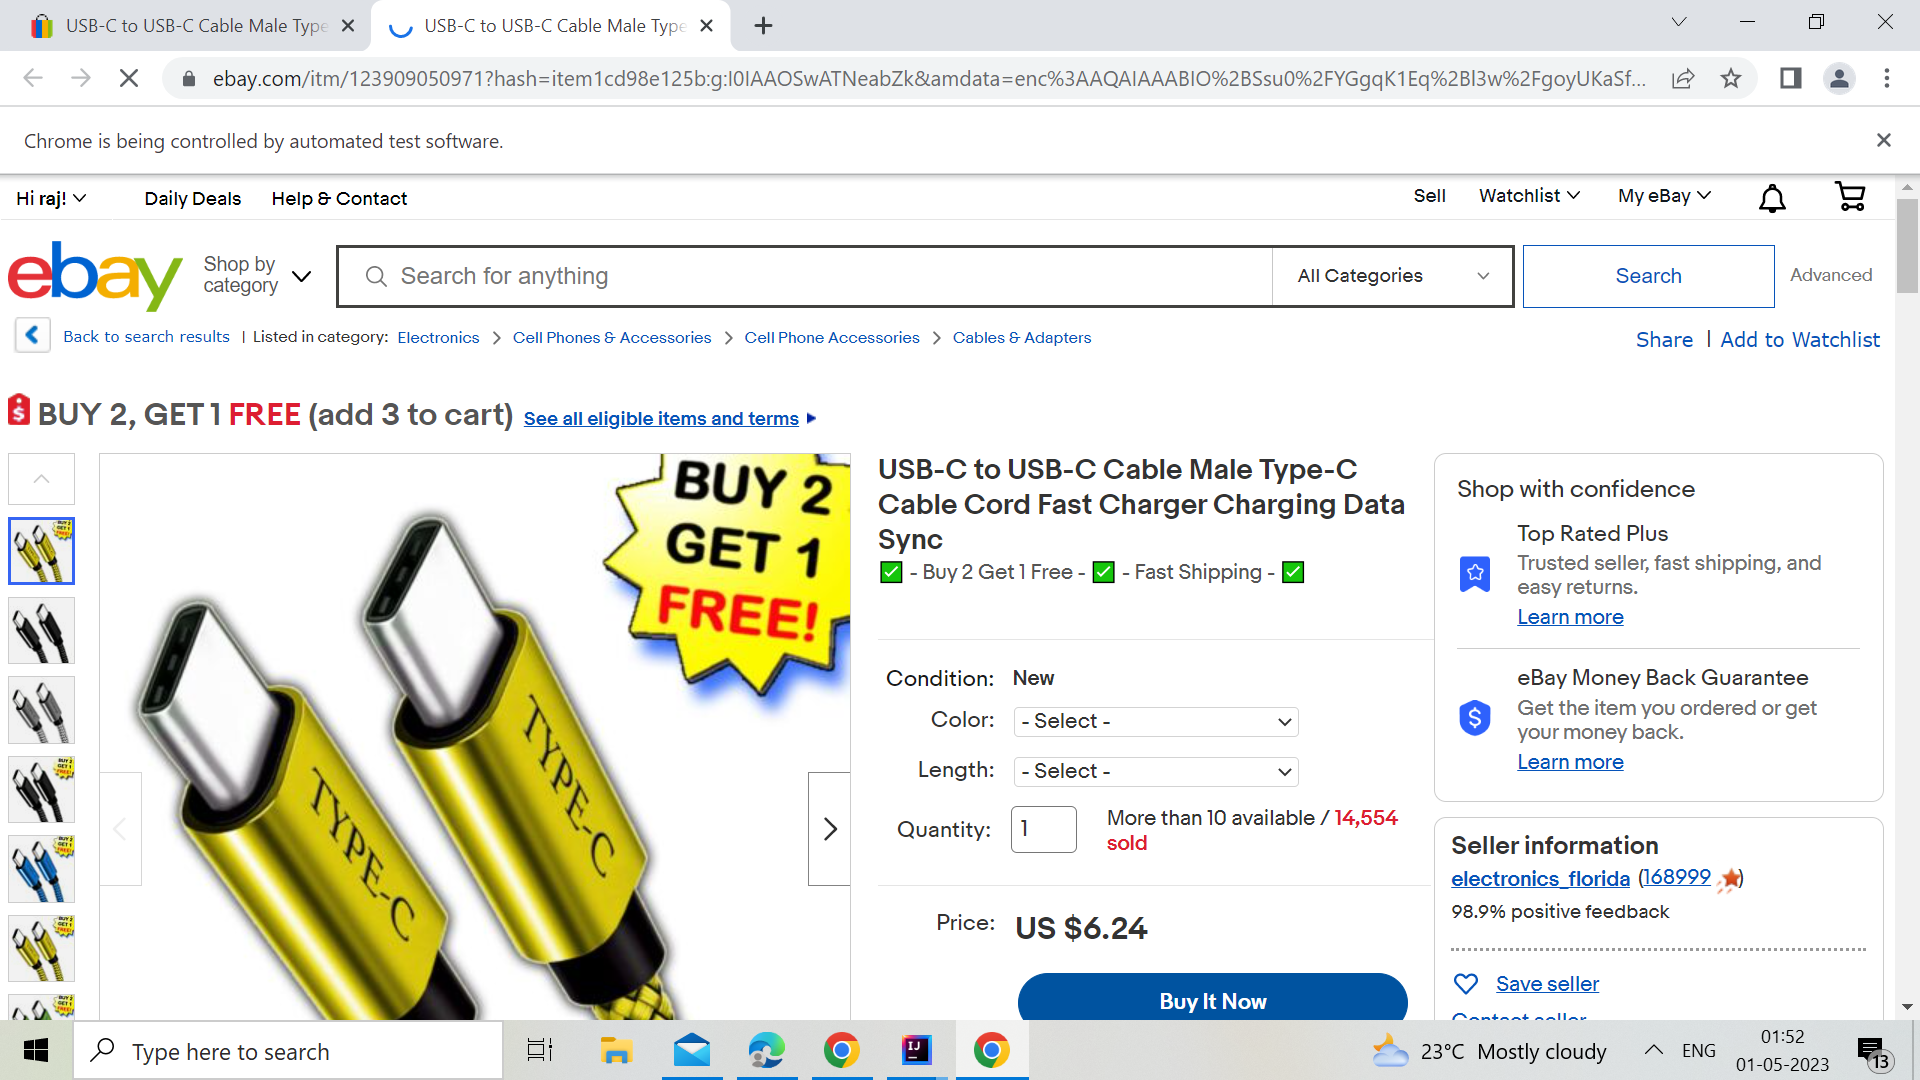 USB-C to USB-C Cable Male Type
USB-C to USB-C Cable Male Type
ebay.com/itm/123909050971?hash=item1cd98e125b:g:I0IAAOSwATNeabZk&amdata=enc%3AAQAIAAABIO%2BSsu0%2FYGgqK1Eq%2Bl3w%2FgoyUKaSf...
Chrome is being controlled by automated test software.
Hi raj! Daily Deals Help & Contact Sell Watchlist My eBay
ebay Shop by category Search for anything All Categories Search Advanced
Back to search results | Listed in category: Electronics > Cell Phones & Accessories > Cell Phone Accessories > Cables & Adapters
Share | Add to Watchlist
$ BUY 2, GET 1 FREE (add 3 to cart) See all eligible items and terms
BUY 2
GET 1
FREE!
TYPE-C
TYPE-C
USB-C to USB-C Cable Male Type-C
Cable Cord Fast Charger Charging Data
Sync
✅ - Buy 2 Get 1 Free - ✅ - Fast Shipping - ✅
Condition: New
Color: - Select -
Length: - Select -
Quantity: 1 More than 10 available / 14,554
sold
Price: US $6.24
Buy It Now
Shop with confidence
Top Rated Plus
Trusted seller, fast shipping, and
easy returns.
Learn more
eBay Money Back Guarantee
Get the item you ordered or get
your money back.
Learn more
Seller information
electronics_florida (168999)
98.9% positive feedback
Save seller
Contact seller
Type here to search
IJ
23°C Mostly cloudy ENG
01:52
01-05-2023
13